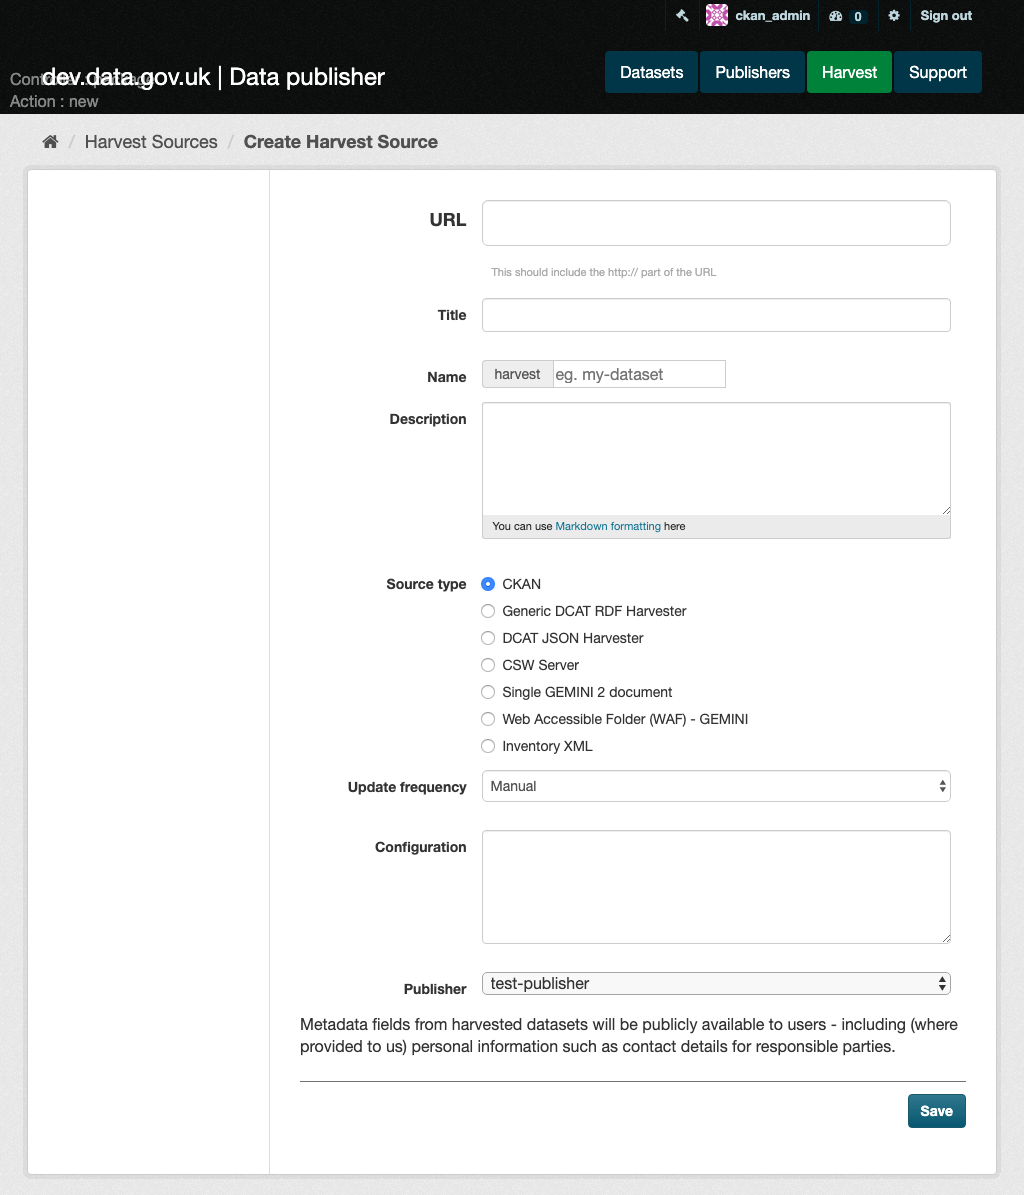 ckan_admin 0 Sign out
dev.data.gov.uk | Data publisher
Action : new
Datasets Publishers Harvest Support
/ Harvest Sources / Create Harvest Source
URL
This should include the http:// part of the URL
Title
Name harvest eg. my-dataset
Description
You can use Markdown formatting here
Source type CKAN
Generic DCAT RDF Harvester
DCAT JSON Harvester
CSW Server
Single GEMINI 2 document
Web Accessible Folder (WAF) - GEMINI
Inventory XML
Update frequency Manual
Configuration
Publisher test-publisher
Metadata fields from harvested datasets will be publicly available to users - including (where
provided to us) personal information such as contact details for responsible parties.
Save